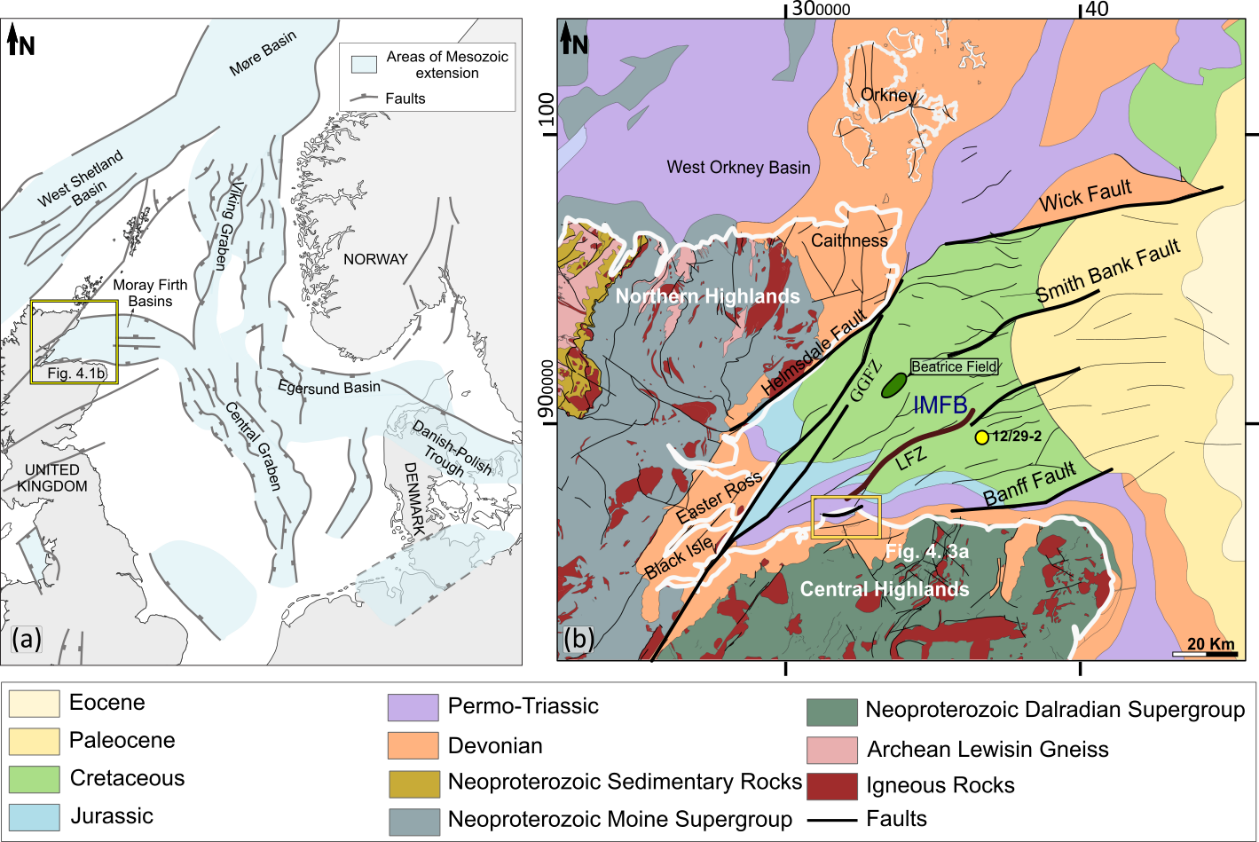 N
Møre Basin
Areas of Mesozoic
extension
Faults
West Shetland
Basin
Viking Graben
NORWAY
Moray Firth
Basins
Fig. 4.1b
Egersund Basin
Central Graben
Danish-Polish
Trough
UNITED
KINGDOM
DENMARK
(a)
300000
40
N
100
900000
Orkney
West Orkney Basin
Wick Fault
Caithness
Smith Bank Fault
Northern Highlands
Helmsdale Fault
GGFZ
Beatrice Field
IMFB
12/29-2
LFZ
Banff Fault
Easter Ross
Black Isle
Fig. 4. 3a
Central Highlands
(b)
20 Km
Eocene
Paleocene
Cretaceous
Jurassic
Permo-Triassic
Devonian
Neoproterozoic Sedimentary Rocks
Neoproterozoic Moine Supergroup
Neoproterozoic Dalradian Supergroup
Archean Lewisin Gneiss
Igneous Rocks
Faults